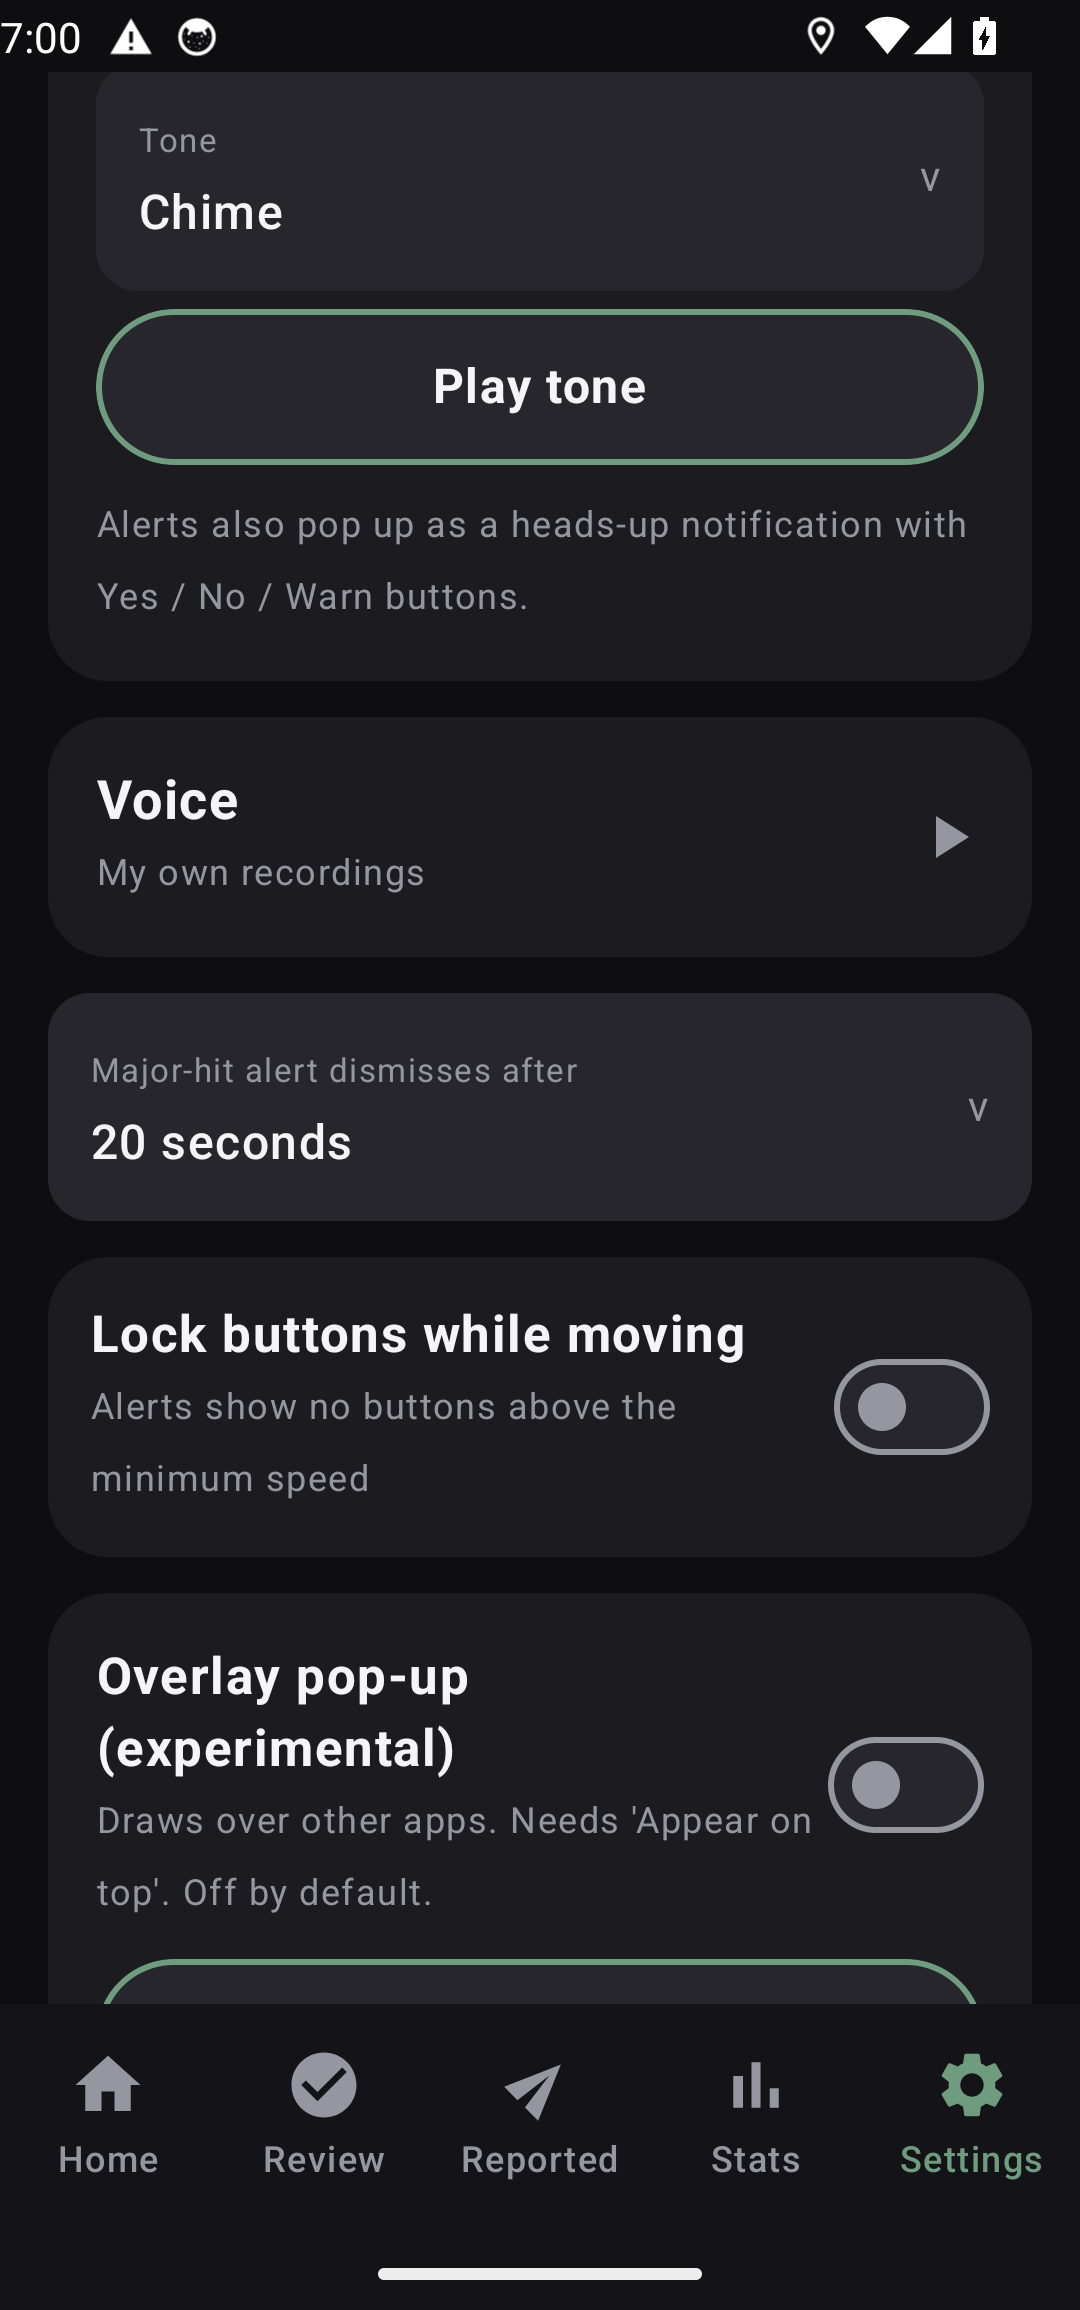 7:00
Tone
Chime
v
Play tone
Alerts also pop up as a heads-up notification with
Yes / No / Warn buttons.
Voice
My own recordings
Major-hit alert dismisses after
20 seconds
v
Lock buttons while moving
Alerts show no buttons above the
minimum speed
Overlay pop-up
(experimental)
Draws over other apps. Needs 'Appear on
top'. Off by default.
Home
Review
Reported
Stats
Settings